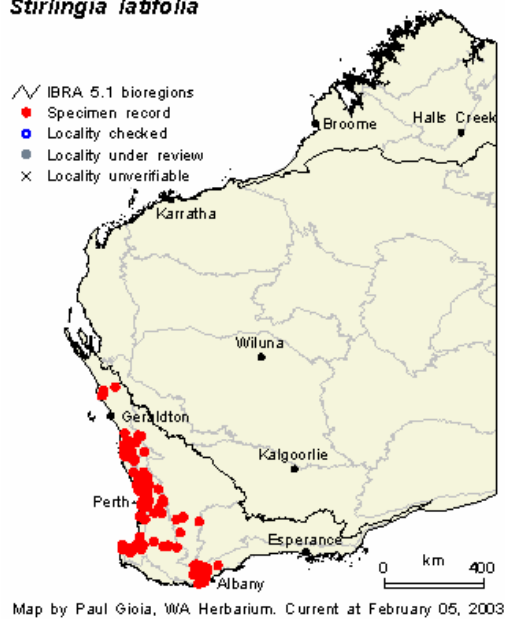 Stirlingia latifolia
IBRA 5.1 bioregions
Specimen record
Locality checked
Locality under review
Locality unverifiable
Broome
Halls Creek
Karratha
Wiluna
Geraldton
Kalgoorlie
Perth
Esperance
Albany
km
0 400
Map by Paul Gioia, WA Herbarium. Current at February 05, 2003